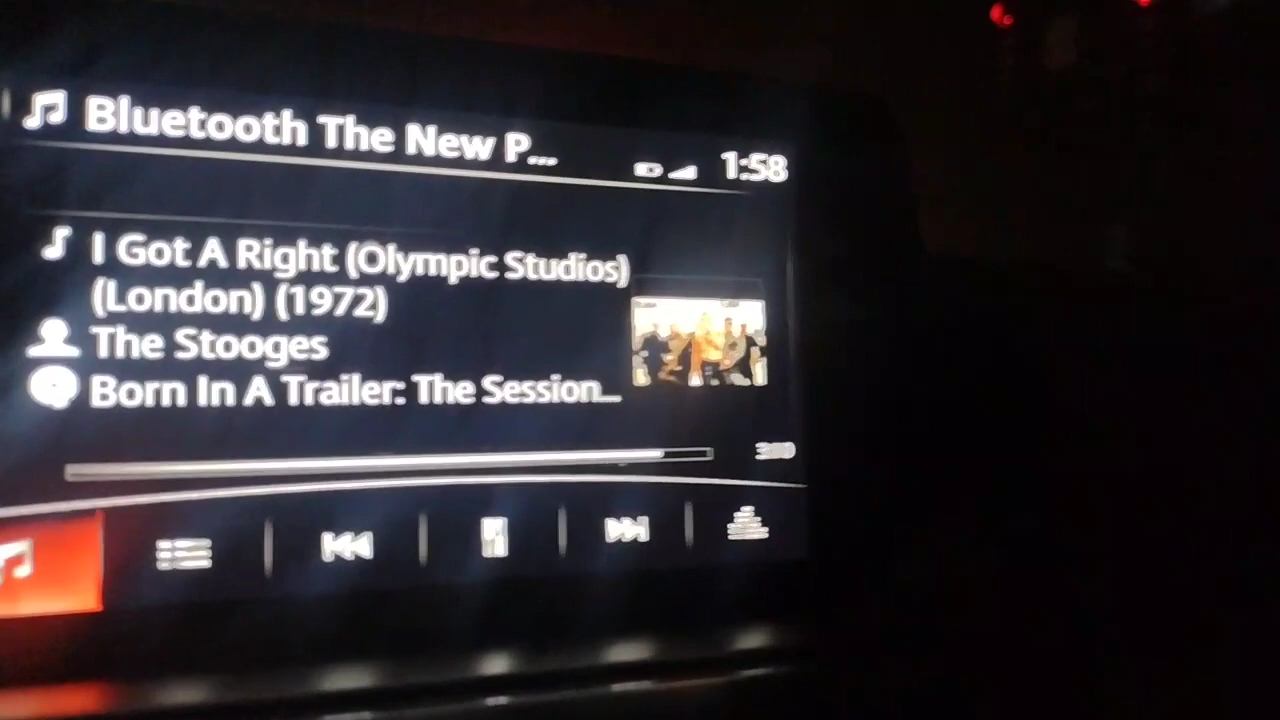 Bluetooth The New P...
1:58
I Got A Right (Olympic Studios)
(London) (1972)
The Stooges
Born In A Trailer: The Session...